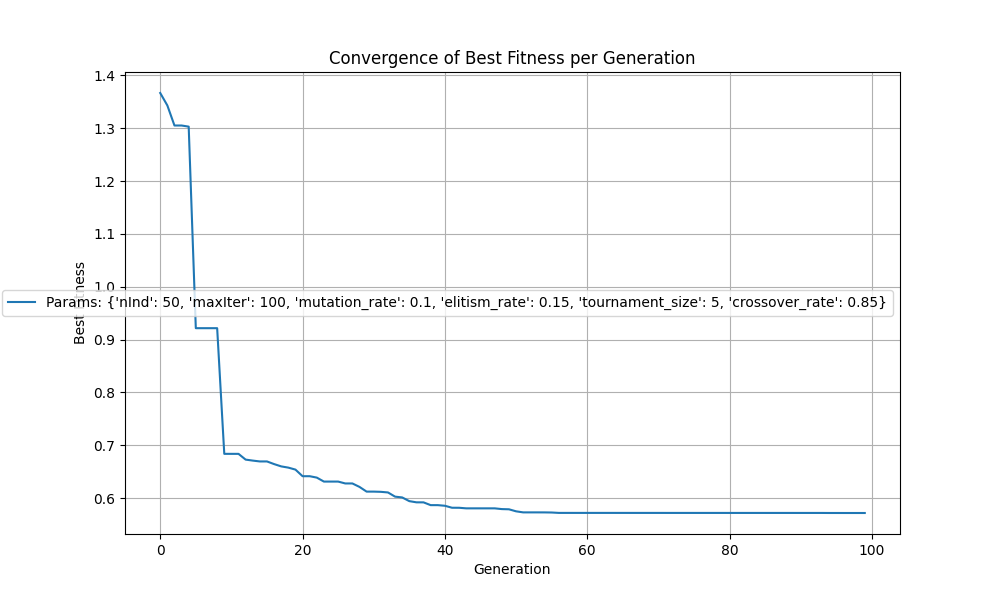 Convergence of Best Fitness per Generation
1.4
1.3
1.2
1.1
1.0
0.9
0.8
0.7
0.6
Best
Params: {'nInd': 50, 'maxIter': 100, 'mutation_rate': 0.1, 'elitism_rate': 0.15, 'tournament_size': 5, 'crossover_rate': 0.85}
0 20 40 60 80 100
Generation